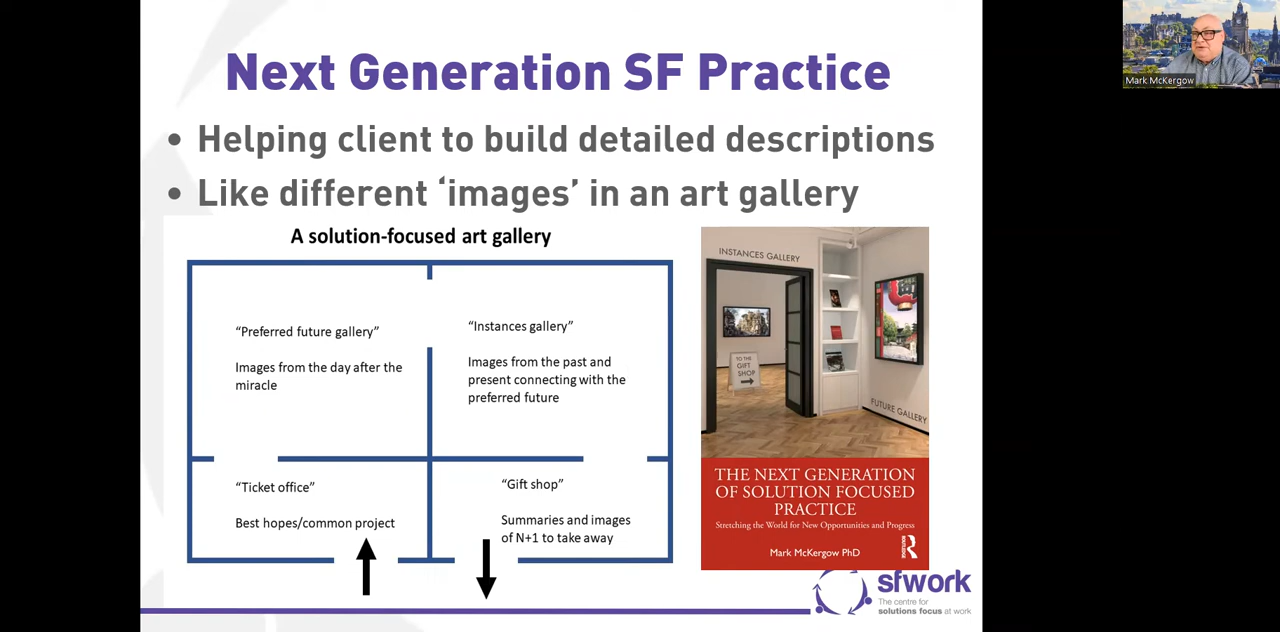 Next Generation SF Practice
• Helping client to build detailed descriptions
• Like different ‘images’ in an art gallery
A solution-focused art gallery
“Preferred future gallery”
Images from the day after the
miracle
“Instances gallery”
Images from the past and
present connecting with the
preferred future
“Ticket office”
Best hopes/common project
“Gift shop”
Summaries and images
of N+1 to take away
INSTANCES GALLERY
TO THE
GIFT
SHOP
FUTURE GALLERY
THE NEXT GENERATION
OF SOLUTION FOCUSED
PRACTICE
Stretching the World for New Opportunities and Progress
Mark McKergow PhD
sfwork
The centre for
solutions focus at work
Mark McKergow